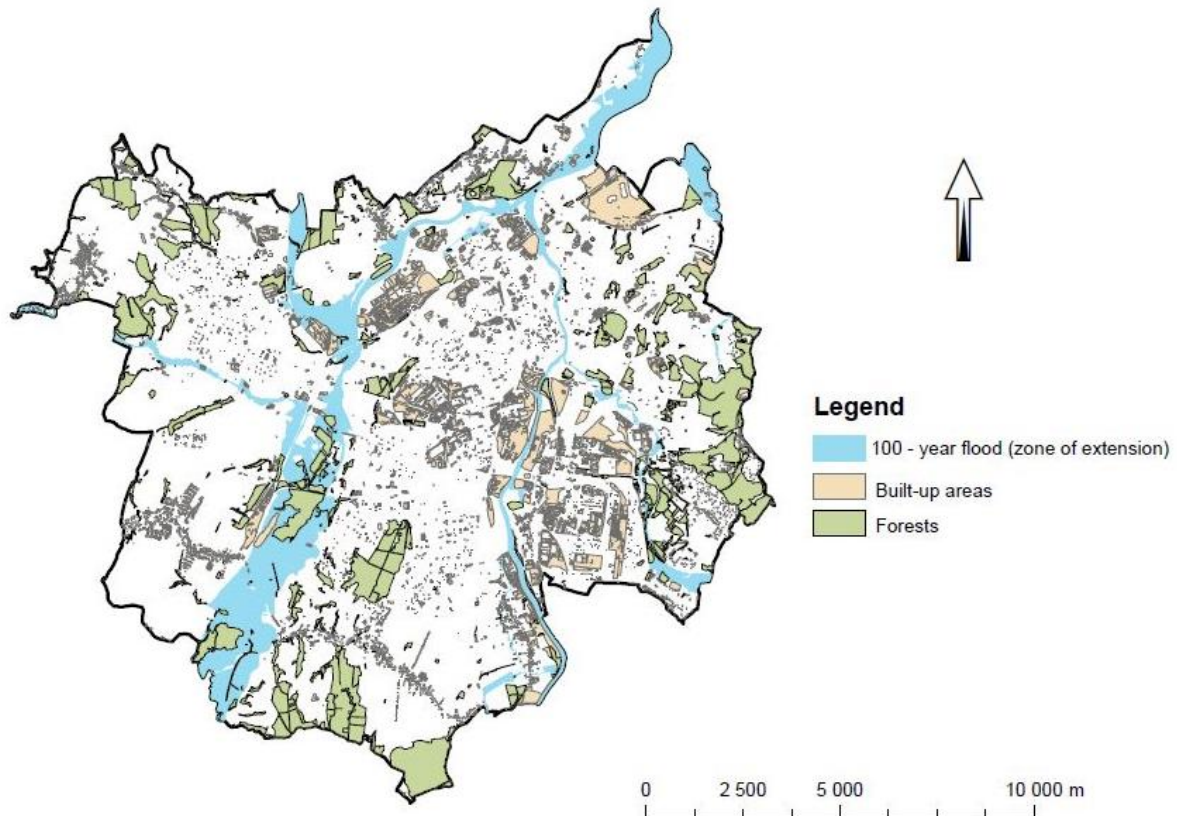 Legend
100 - year flood (zone of extension)
Built-up areas
Forests
0 2 500 5 000 10 000 m